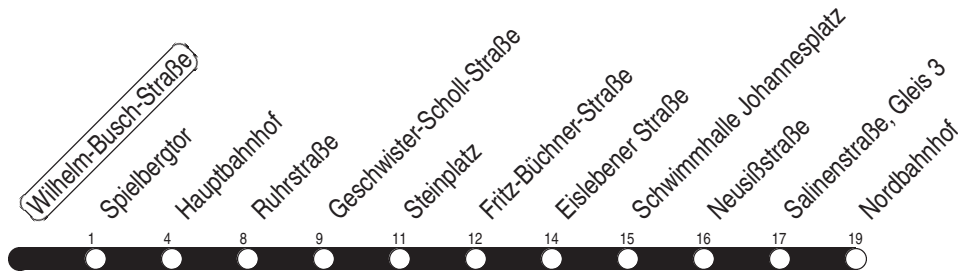 Wilhelm-Busch-Straße
Spielbergtor
Hauptbahnhof
Ruhrstraße
Geschwister-Scholl-Straße
Steinplatz
Fritz-Büchner-Straße
Eislebener Straße
Schwimmhalle Johannesplatz
Neusißstraße
Salinenstraße, Gleis 3
Nordbahnhof
1 4 8 9 11 12 14 15 16 17 19